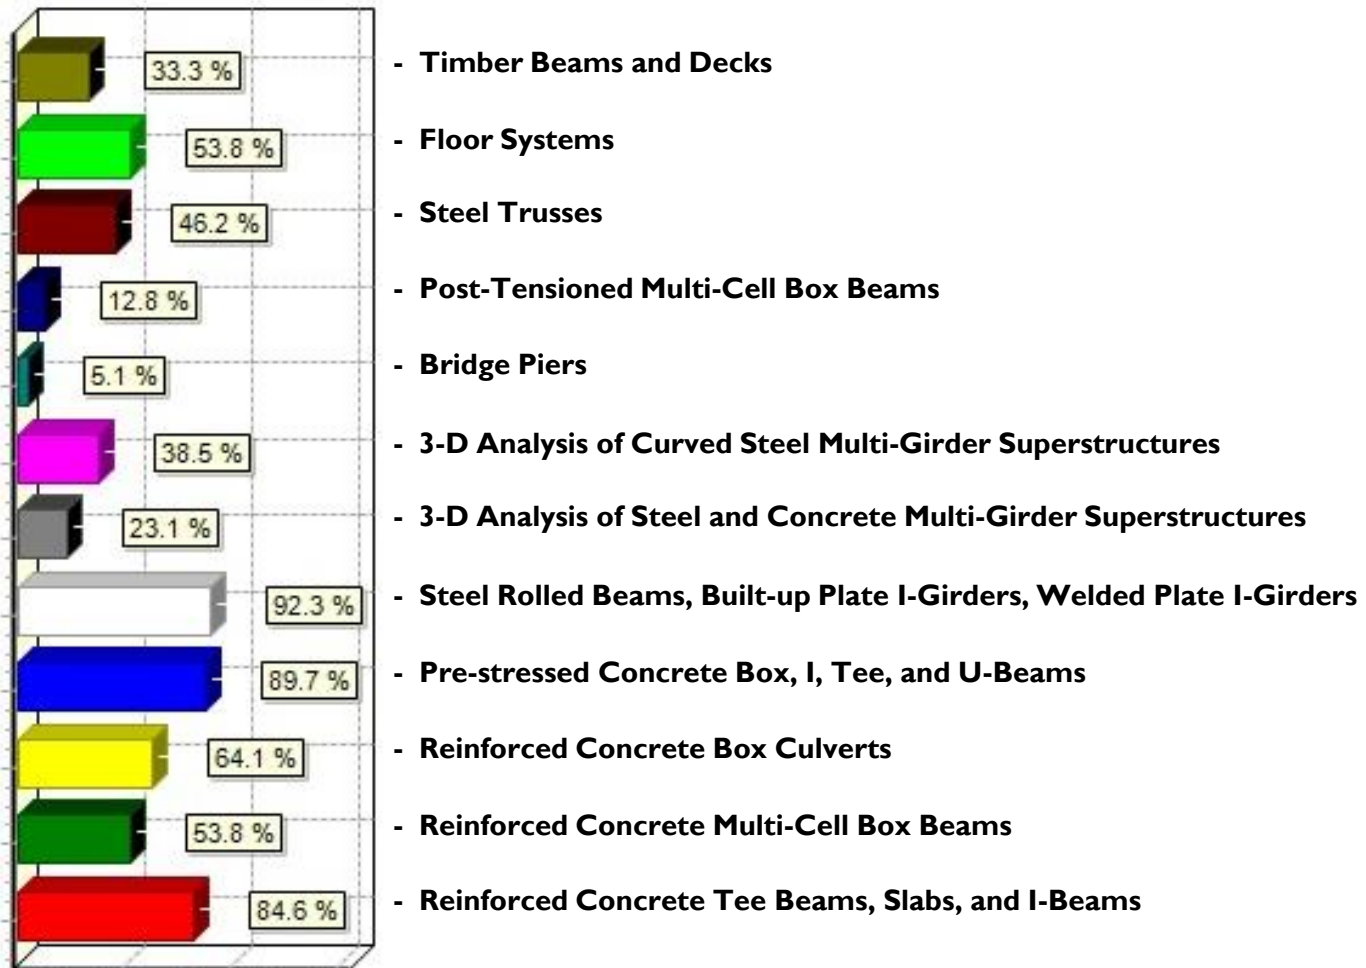 33.3 % - Timber Beams and Decks
53.8 % - Floor Systems
46.2 % - Steel Trusses
12.8 % - Post-Tensioned Multi-Cell Box Beams
5.1 % - Bridge Piers
38.5 % - 3-D Analysis of Curved Steel Multi-Girder Superstructures
23.1 % - 3-D Analysis of Steel and Concrete Multi-Girder Superstructures
92.3 % - Steel Rolled Beams, Built-up Plate I-Girders, Welded Plate I-Girders
89.7 % - Pre-stressed Concrete Box, I, Tee, and U-Beams
64.1 % - Reinforced Concrete Box Culverts
53.8 % - Reinforced Concrete Multi-Cell Box Beams
84.6 % - Reinforced Concrete Tee Beams, Slabs, and I-Beams